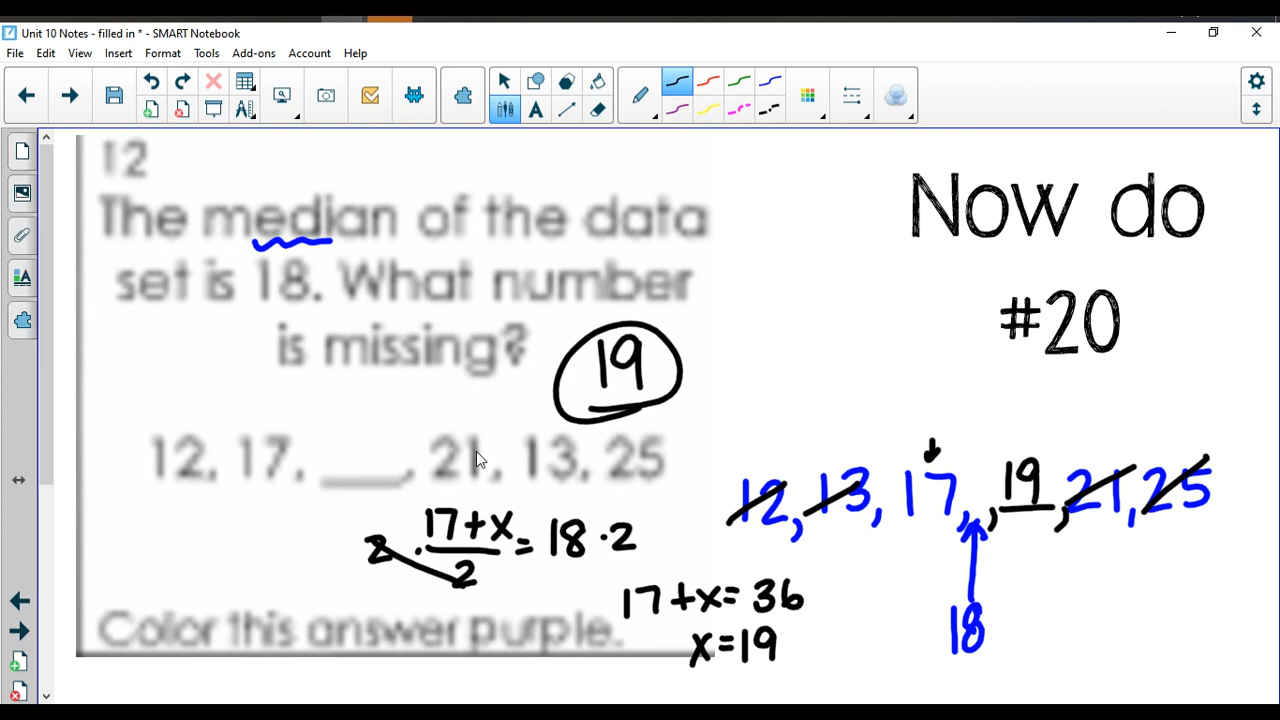 Unit 10 Notes - filled in * - SMART Notebook
File Edit View Insert Format Tools Add-ons Account Help
12
The median of the data
set is 18. What number
is missing?
19
12, 17, ____, 21, 13, 25
Color this answer purple.
2 · 17+x/2 = 18·2
17+x=36
x=19
Now do
#20
12, 13, 17, , 19, 21, 25
18